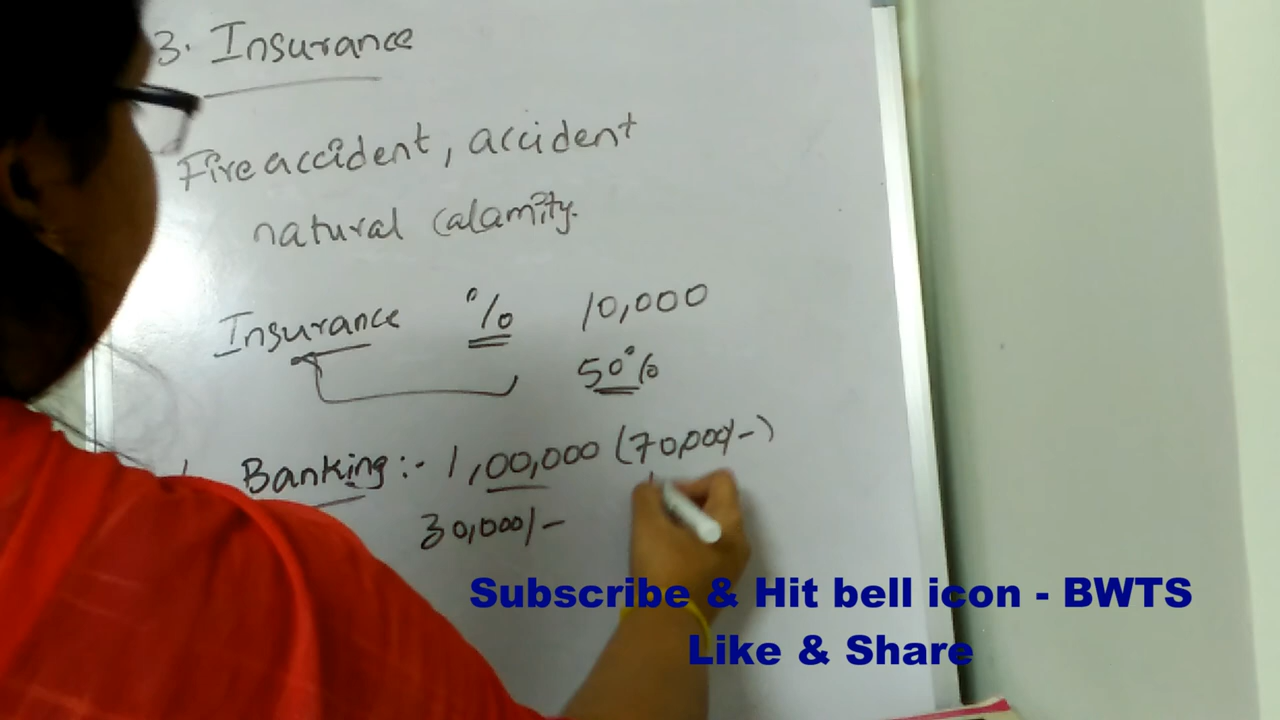 3. Insurance
Fire accident, accident
natural calamity.
Insurance % 10,000
50%
Banking:- 1,00,000 (70,000/-)
30,000/-
Subscribe & Hit bell icon - BWTS
Like & Share